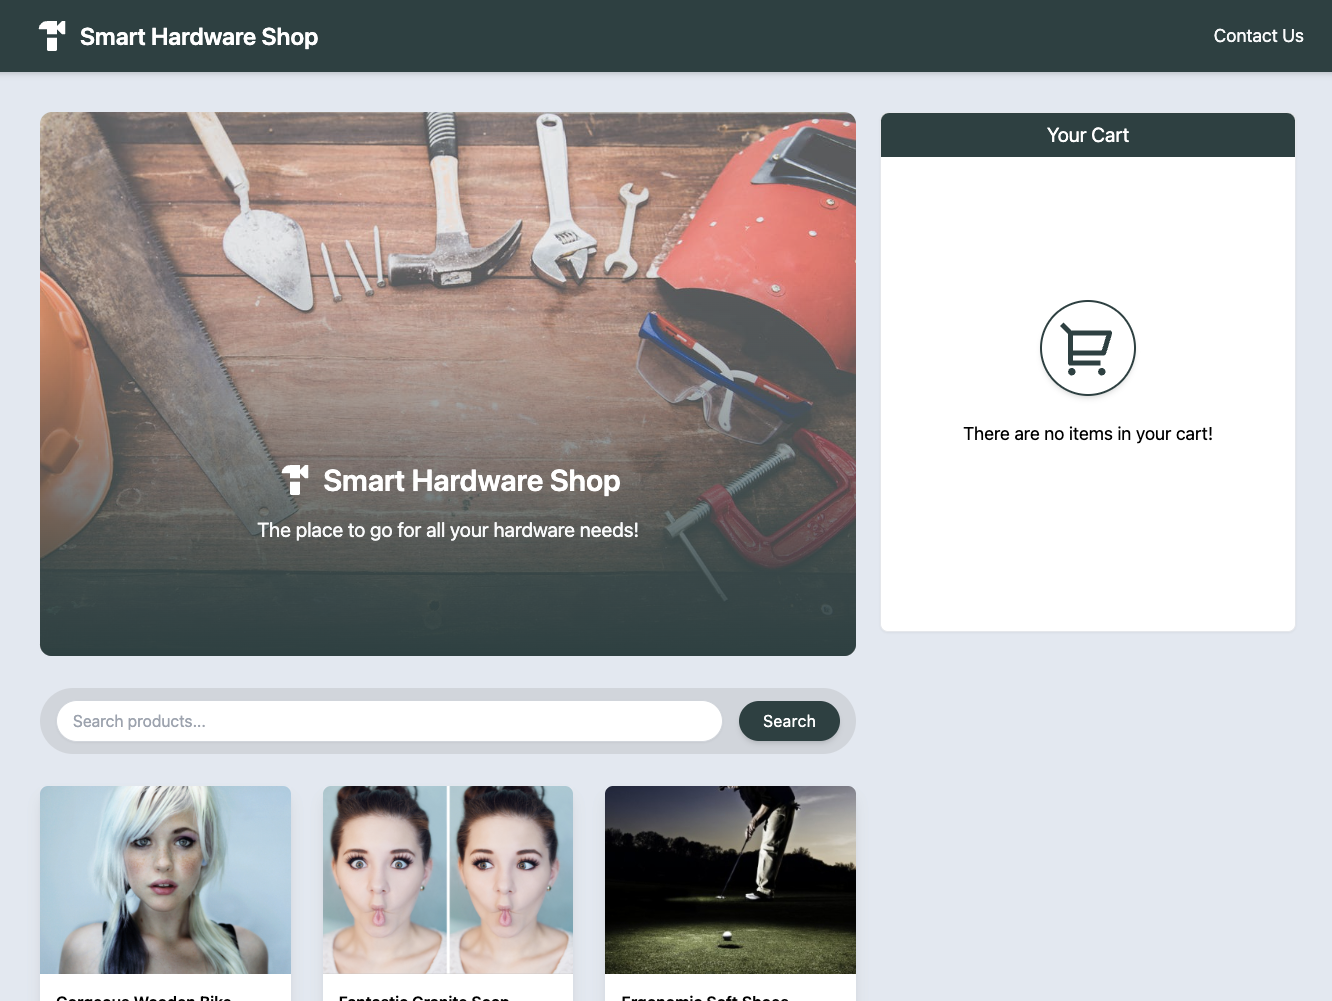 Smart Hardware Shop
Contact Us
Your Cart
There are no items in your cart!
Smart Hardware Shop
The place to go for all your hardware needs!
Search products...
Search
Gorgeous Wooden Bike
Fantastic Granite Soap
Ergonomic Soft Shoes